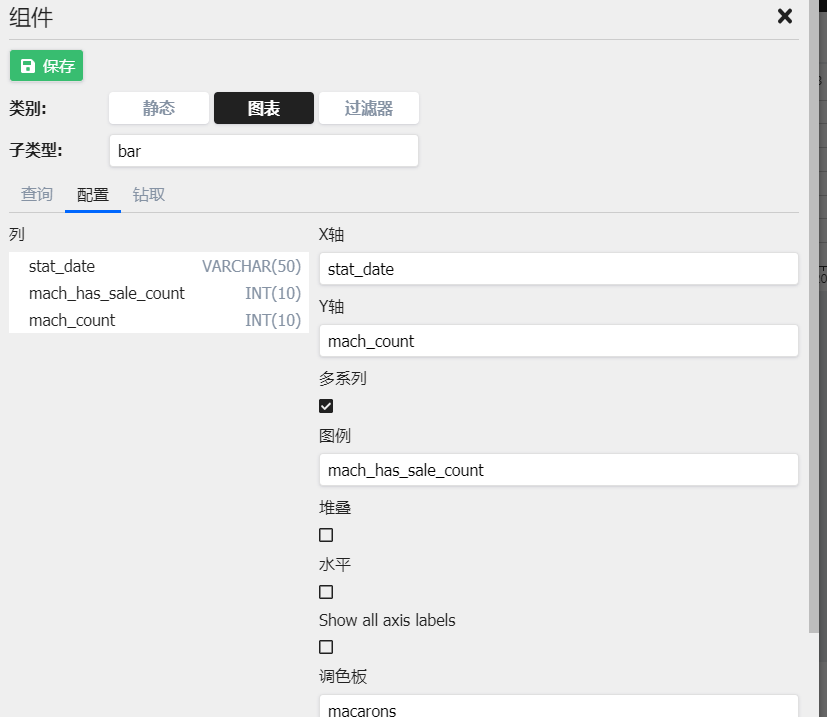 组件
保存
类别: 静态 图表 过滤器
子类型: bar
查询 配置 钻取
列
stat_date VARCHAR(50)
mach_has_sale_count INT(10)
mach_count INT(10)
X轴
stat_date
Y轴
mach_count
多系列
图例
mach_has_sale_count
堆叠
水平
Show all axis labels
调色板
macarons